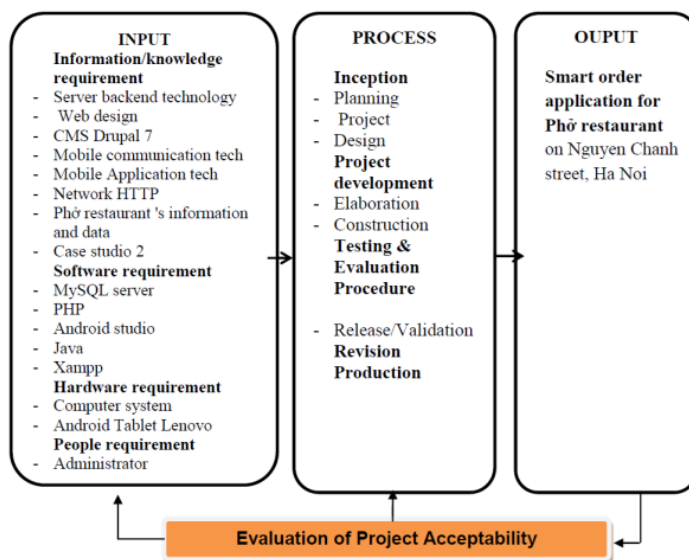 INPUT
Information/knowledge
requirement
- Server backend technology
- Web design
- CMS Drupal 7
- Mobile communication tech
- Mobile Application tech
- Network HTTP
- Phở restaurant 's information
and data
- Case studio 2
Software requirement
- MySQL server
- PHP
- Android studio
- Java
- Xampp
Hardware requirement
- Computer system
- Android Tablet Lenovo
People requirement
- Administrator
PROCESS
Inception
- Planning
- Project
- Design
Project
development
- Elaboration
- Construction
Testing &
Evaluation
Procedure
- Release/Validation
Revision
Production
OUPUT
Smart order
application for
Phở restaurant
on Nguyen Chanh
street, Ha Noi
Evaluation of Project Acceptability